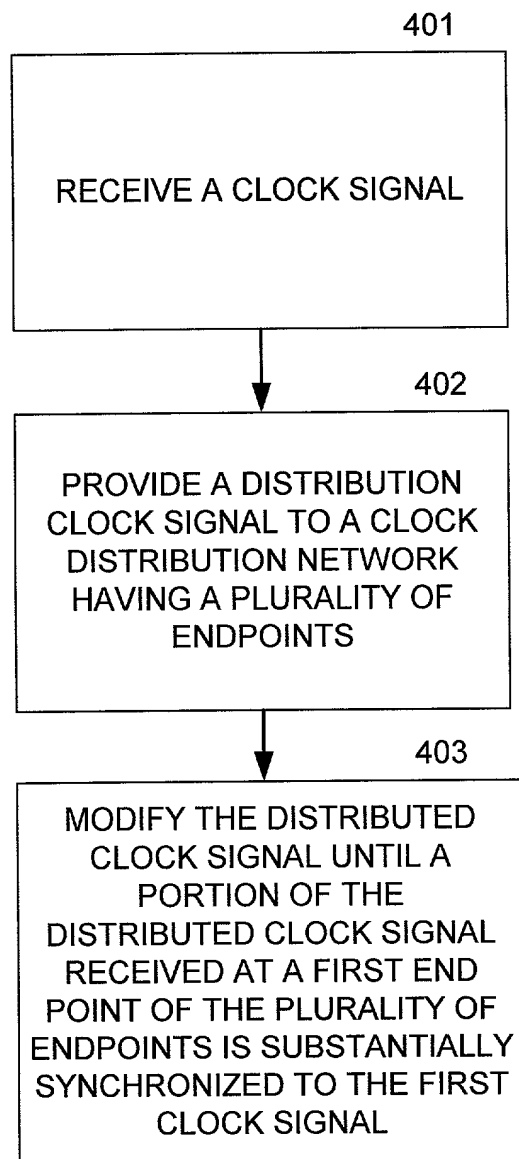 401
RECEIVE A CLOCK SIGNAL
402
PROVIDE A DISTRIBUTION
CLOCK SIGNAL TO A CLOCK
DISTRIBUTION NETWORK
HAVING A PLURALITY OF
ENDPOINTS
403
MODIFY THE DISTRIBUTED
CLOCK SIGNAL UNTIL A
PORTION OF THE
DISTRIBUTED CLOCK SIGNAL
RECEIVED AT A FIRST END
POINT OF THE PLURALITY OF
ENDPOINTS IS SUBSTANTIALLY
SYNCHRONIZED TO THE FIRST
CLOCK SIGNAL